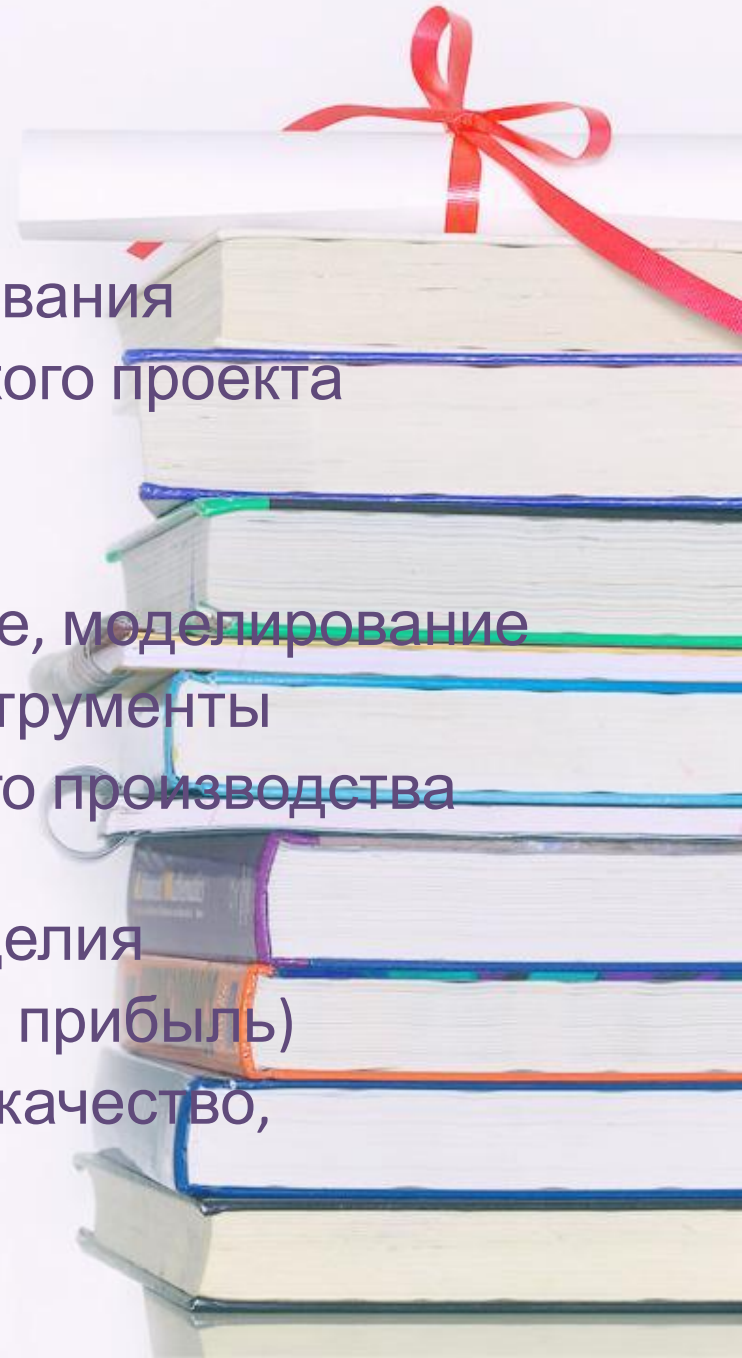 вания
кого проекта
е, моделирование
трументы
о производства
делия
прибыль)
качество,